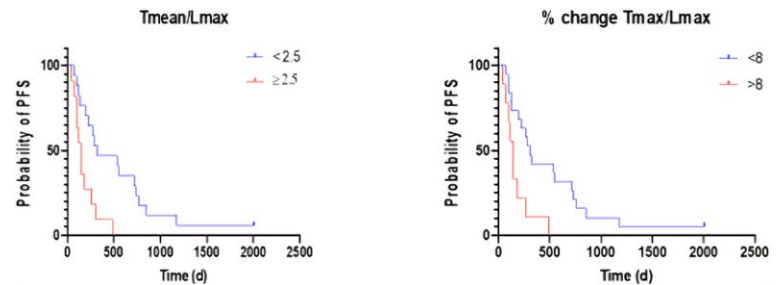 Tmean/Lmax
<2.5
≥2.5
Probability of PFS
100
50
0
0 500 1000 1500 2000 2500
Time (d)
% change Tmax/Lmax
<8
>8
Probability of PFS
100
50
0
0 500 1000 1500 2000 2500
Time (d)